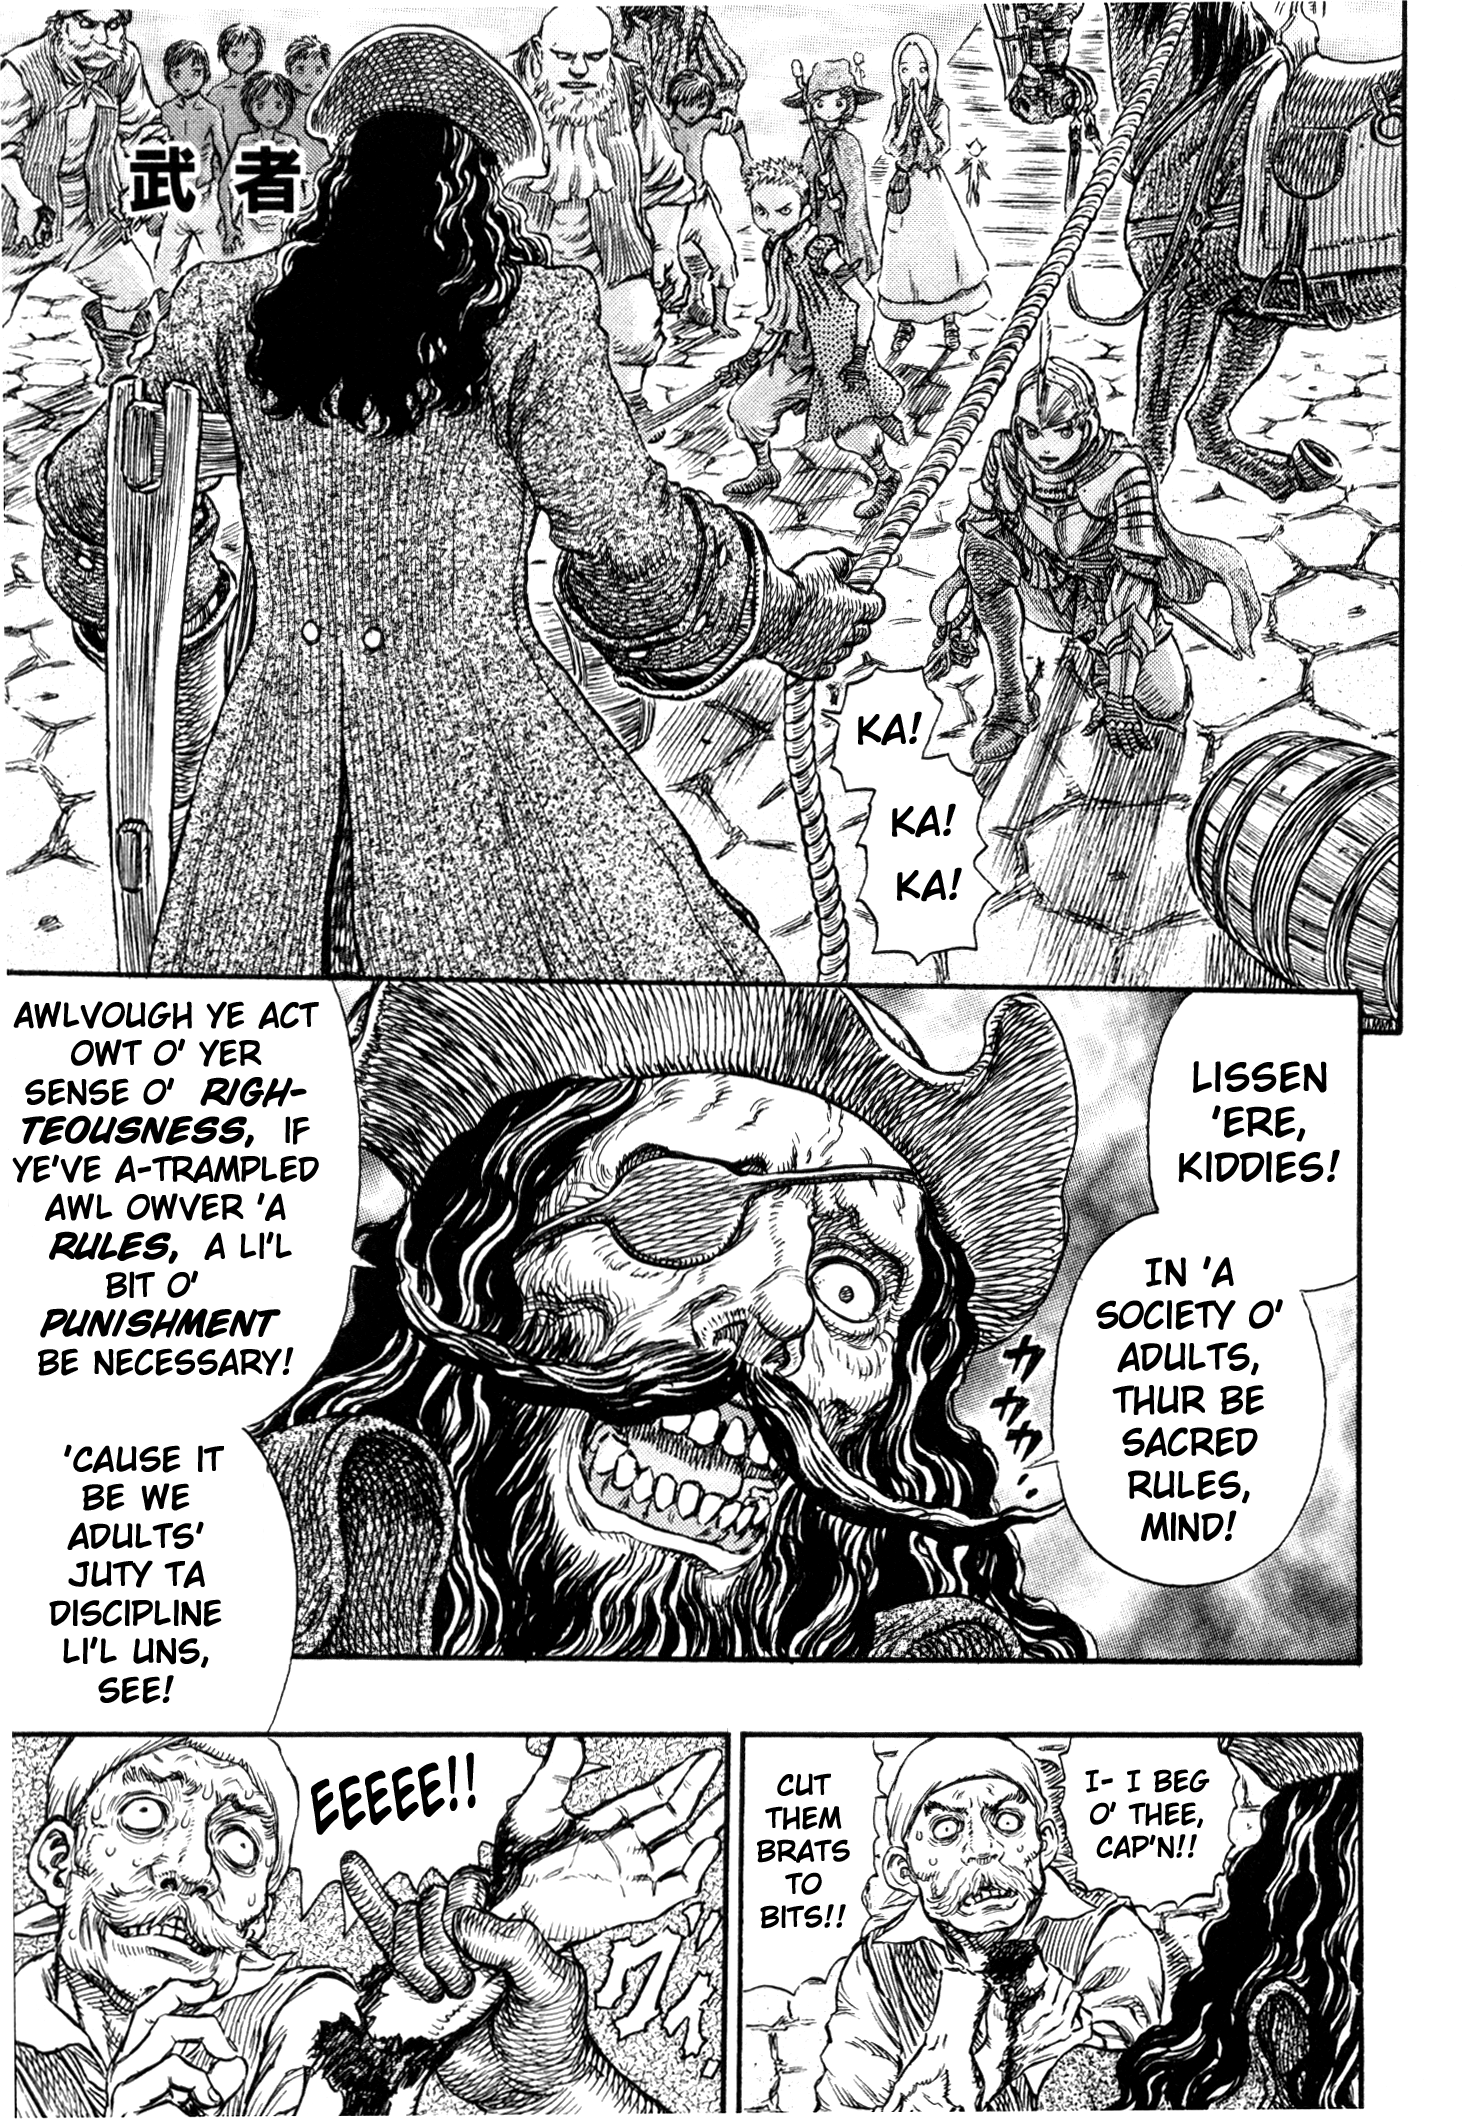 武者
KA!
KA!
KA!
LISSEN
'ERE,
KIDDIES!
IN 'A
SOCIETY O'
ADULTS,
THUR BE
SACRED
RULES,
MIND!
カカカ..
AWLVOUGH YE ACT
OWT O' YER
SENSE O' RIGH-
TEOUSNESS, IF
YE'VE A-TRAMPLED
AWL OWVER 'A
RULES, A LI'L
BIT O'
PUNISHMENT
BE NECESSARY!
'CAUSE IT
BE WE
ADULTS'
JUTY TA
DISCIPLINE
LI'L UNS,
SEE!
I- I BEG
O' THEE,
CAP'N!!
CUT
THEM
BRATS
TO
BITS!!
EEEEE!!